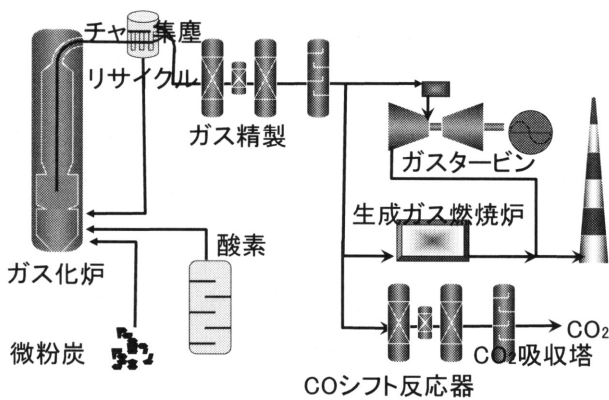 チャー集塵
リサイクル
ガス精製
ガスタービン
生成ガス燃焼炉
酸素
ガス化炉
微粉炭
CO₂
CO₂吸収塔
COシフト反応器